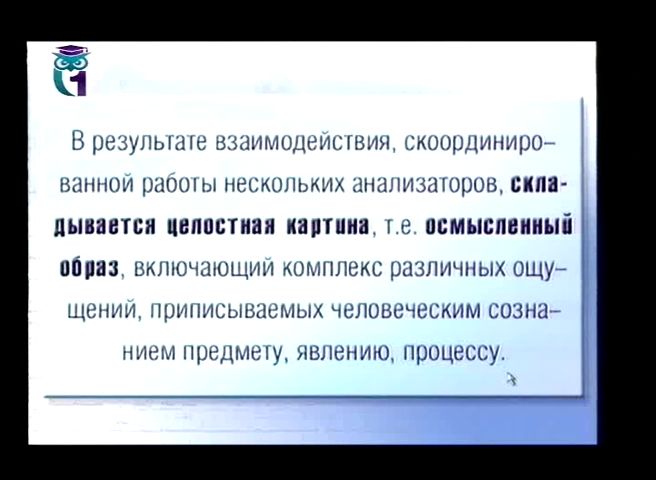 1
В результате взаимодействия, скоординиро-
ванной работы нескольких анализаторов, скла-
дывается целостная картина, т.е. осмысленный
образ, включающий комплекс различных ощу-
щений, приписываемых человеческим созна-
нием предмету, явлению, процессу.